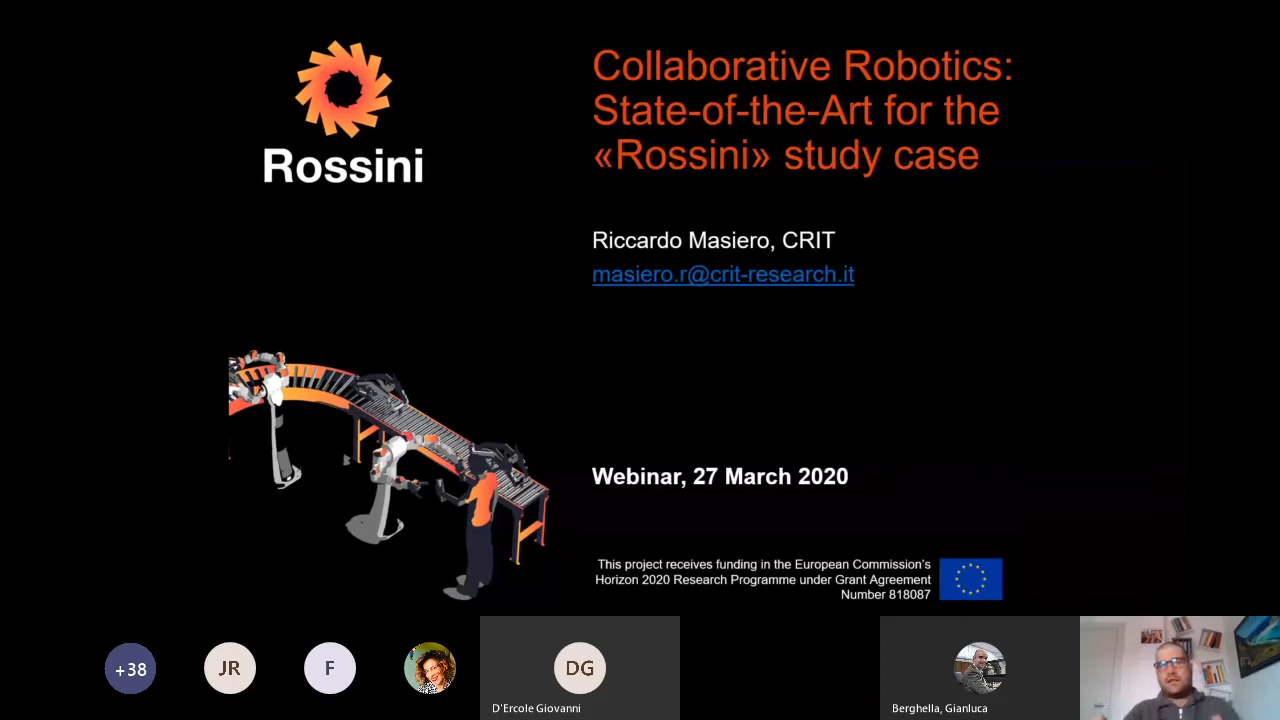 Rossini
Collaborative Robotics:
State-of-the-Art for the
«Rossini» study case
Riccardo Masiero, CRIT
masiero.r@crit-research.it
Webinar, 27 March 2020
This project receives funding in the European Commission's
Horizon 2020 Research Programme under Grant Agreement
Number 818087
+38
JR
F
DG
D'Ercole Giovanni
Berghella, Gianluca